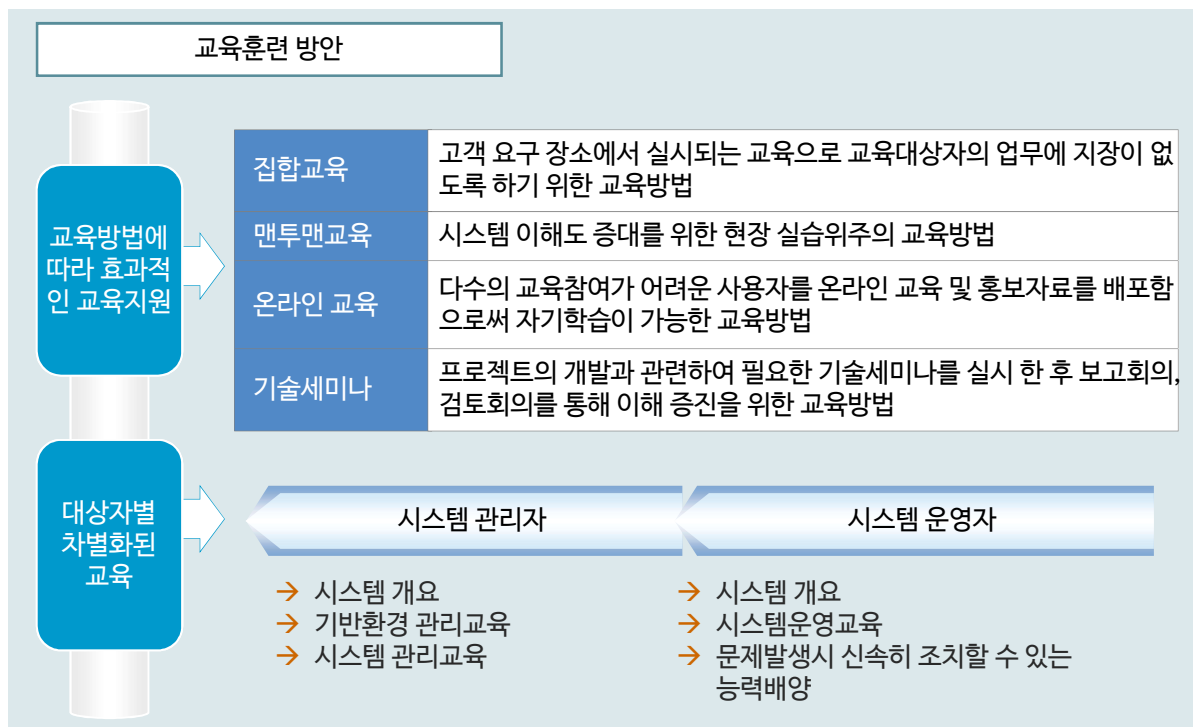 교육훈련 방안
교육방법에
따라 효과적
인 교육지원
집합교육
고객 요구 장소에서 실시되는 교육으로 교육대상자의 업무에 지장이 없
도록 하기 위한 교육방법
맨투맨교육
시스템 이해도 증대를 위한 현장 실습위주의 교육방법
온라인 교육
다수의 교육참여가 어려운 사용자를 온라인 교육 및 홍보자료를 배포함
으로써 자기학습이 가능한 교육방법
기술세미나
프로젝트의 개발과 관련하여 필요한 기술세미나를 실시 한 후 보고회의,
검토회의를 통해 이해 증진을 위한 교육방법
대상자별
차별화된
교육
시스템 관리자
→ 시스템 개요
→ 기반환경 관리교육
→ 시스템 관리교육
시스템 운영자
→ 시스템 개요
→ 시스템운영교육
→ 문제발생시 신속히 조치할 수 있는
능력배양